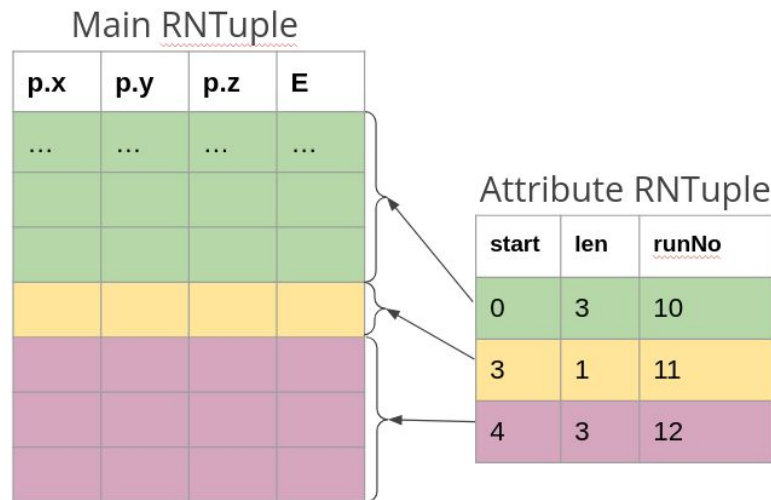 Main RNTuple
p.x p.y p.z E
... ... ... ...
Attribute RNTuple
start len runNo
0 3 10
3 1 11
4 3 12